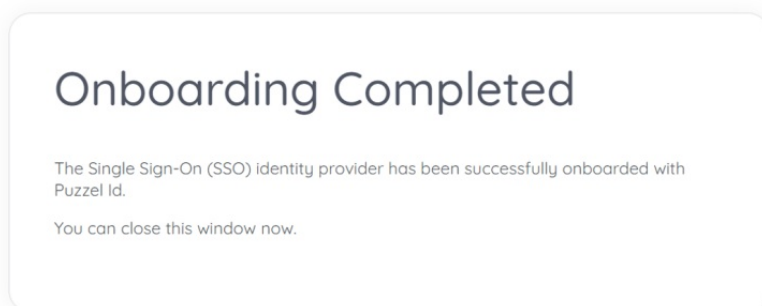 Onboarding Completed
The Single Sign-On (SSO) identity provider has been successfully onboarded with
Puzzel Id.
You can close this window now.